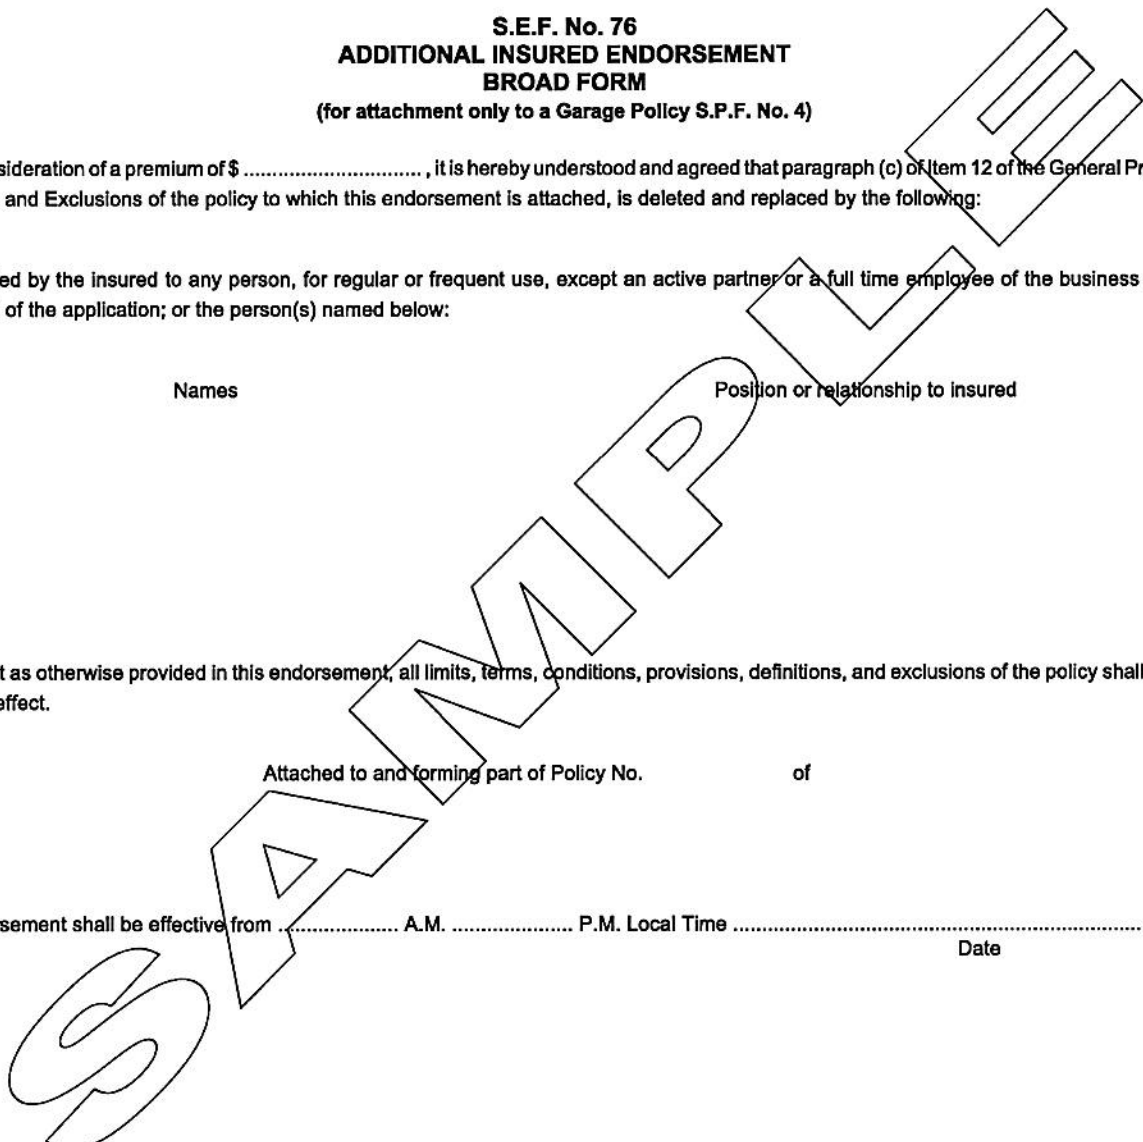 S.E.F. No. 76
ADDITIONAL INSURED ENDORSEMENT
BROAD FORM
(for attachment only to a Garage Policy S.P.F. No. 4)
sideration of a premium of $ ............................... , it is hereby understood and agreed that paragraph (c) of Item 12 of the General Pr
and Exclusions of the policy to which this endorsement is attached, is deleted and replaced by the following:
ed by the insured to any person, for regular or frequent use, except an active partner or a full time employee of the business
of the application; or the person(s) named below:
Names Position or relationship to insured
t as otherwise provided in this endorsement, all limits, terms, conditions, provisions, definitions, and exclusions of the policy shall
effect.
Attached to and forming part of Policy No. of
sement shall be effective from ..................... A.M. ..................... P.M. Local Time ........................................................................
Date
SAMPLE